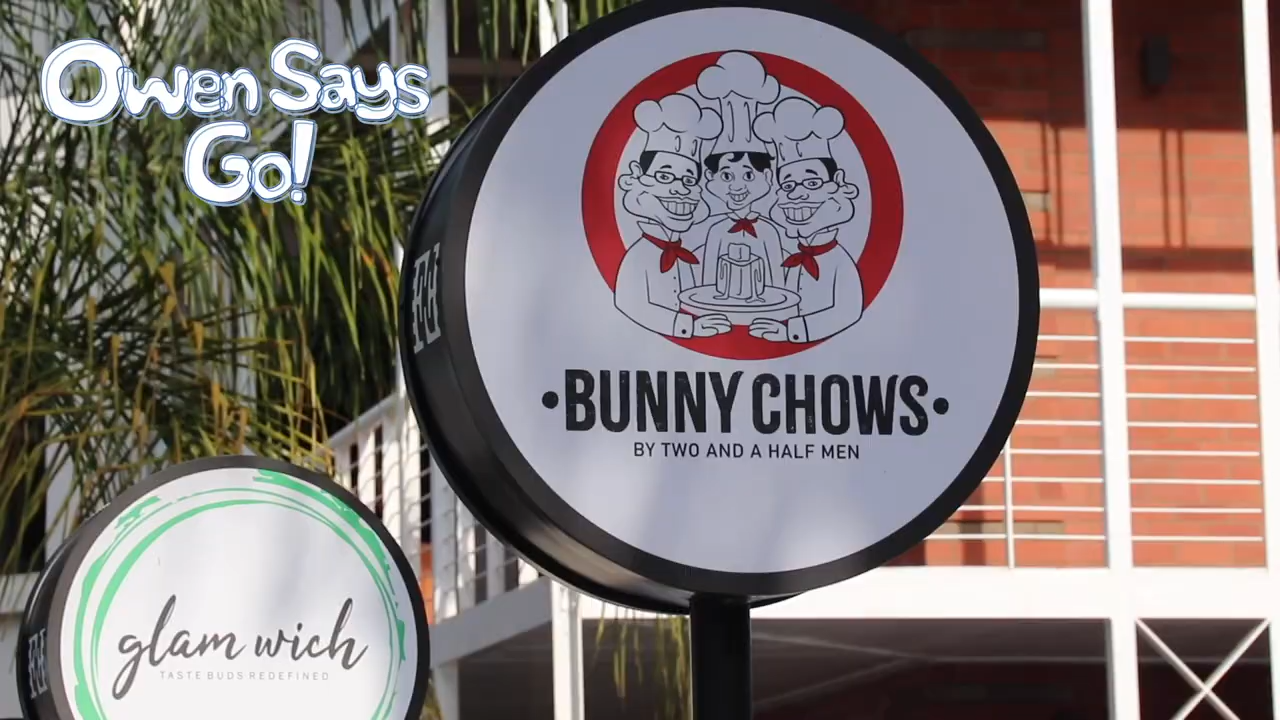 Owen Says
Go!
•BUNNY CHOWS•
BY TWO AND A HALF MEN
glam wich
TASTE BUDS REDEFINED